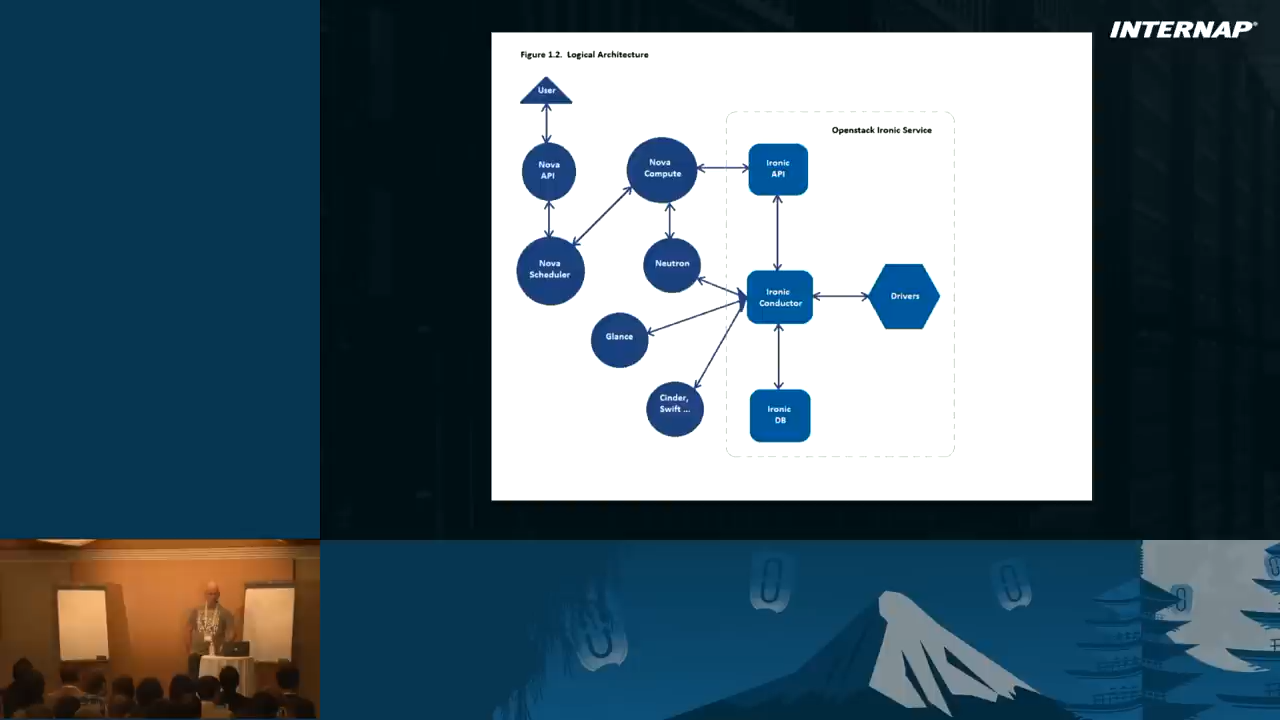 INTERNAP
Figure 1.2. Logical Architecture
User
Openstack Ironic Service
Nova
API
Nova
Compute
Ironic
API
Nova
Scheduler
Neutron
Ironic
Conductor
Drivers
Glance
Cinder,
Swift ...
Ironic
DB